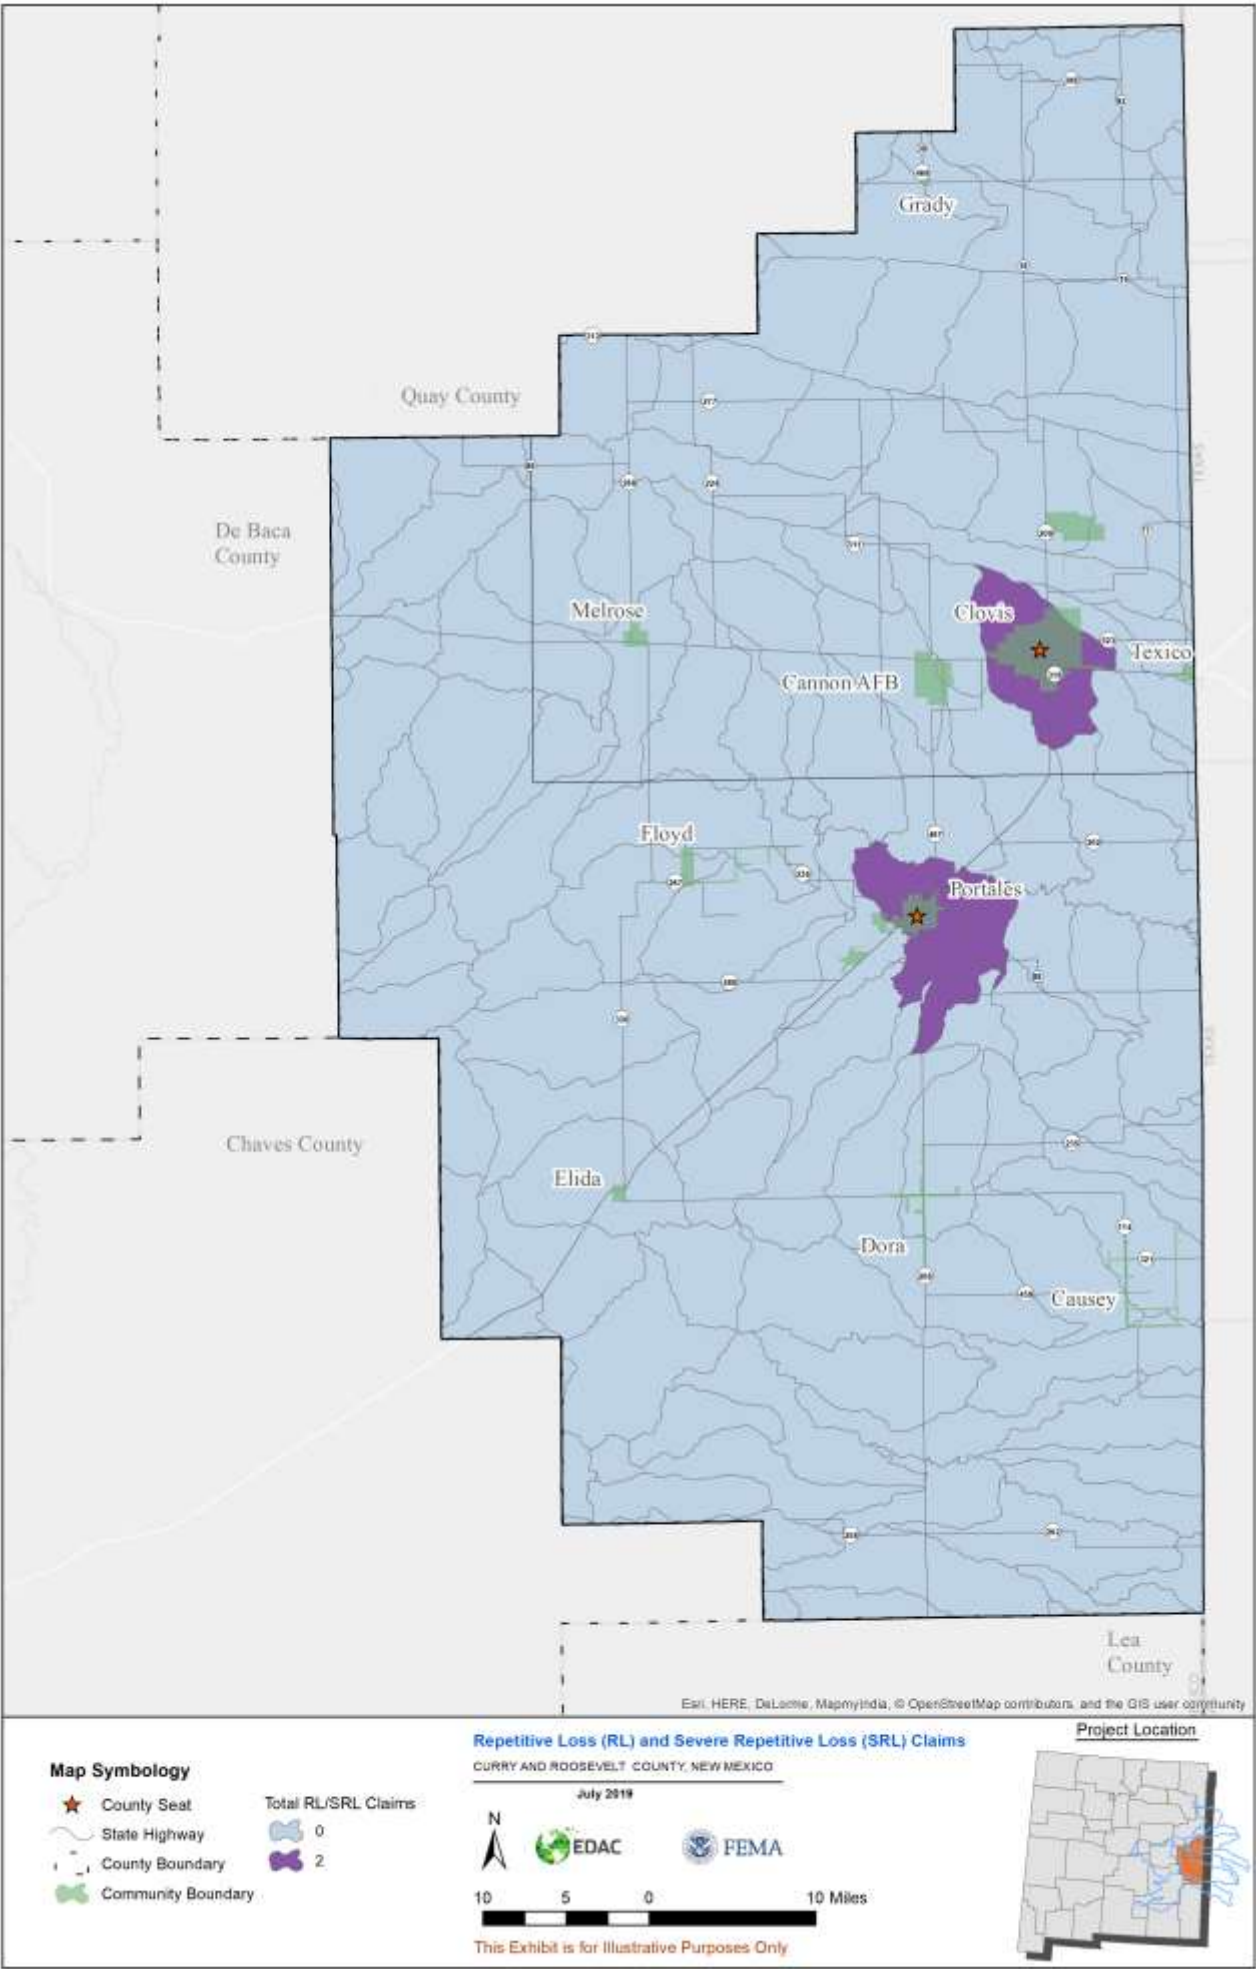 Grady
Quay County
De Baca
County
Melrose
Clovis
Texico
Cannon AFB
TEXAS
Floyd
Portales
TEXAS
Chaves County
Elida
Dora
Causey
Lea
County
Esri, HERE, DeLorme, MapmyIndia, © OpenStreetMap contributors, and the GIS user community
Map Symbology
County Seat
State Highway
County Boundary
Community Boundary
Total RL/SRL Claims
0
2
Repetitive Loss (RL) and Severe Repetitive Loss (SRL) Claims
CURRY AND ROOSEVELT COUNTY, NEW MEXICO
July 2019
N
EDAC
FEMA
10 5 0 10 Miles
This Exhibit is for Illustrative Purposes Only
Project Location